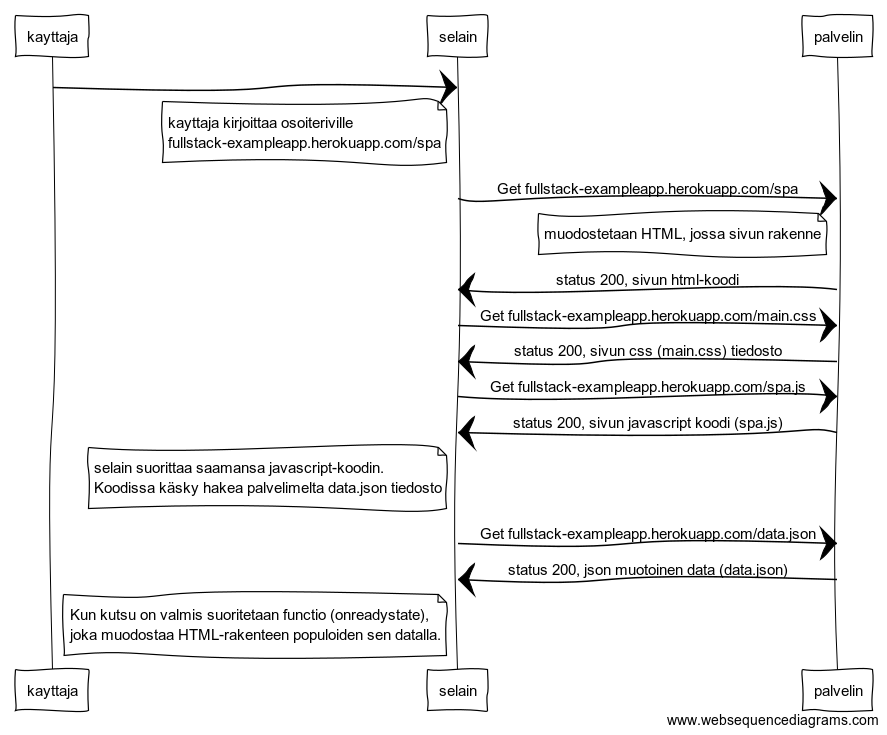 kayttaja
selain
palvelin
kayttaja kirjoittaa osoiteriville
fullstack-exampleapp.herokuapp.com/spa
Get fullstack-exampleapp.herokuapp.com/spa
muodostetaan HTML, jossa sivun rakenne
status 200, sivun html-koodi
Get fullstack-exampleapp.herokuapp.com/main.css
status 200, sivun css (main.css) tiedosto
Get fullstack-exampleapp.herokuapp.com/spa.js
status 200, sivun javascript koodi (spa.js)
selain suorittaa saamansa javascript-koodin.
Koodissa käsky hakea palvelimelta data.json tiedosto
Get fullstack-exampleapp.herokuapp.com/data.json
status 200, json muotoinen data (data.json)
Kun kutsu on valmis suoritetaan functio (onreadystate),
joka muodostaa HTML-rakenteen populoiden sen datalla.
kayttaja
selain
palvelin
www.websequencediagrams.com